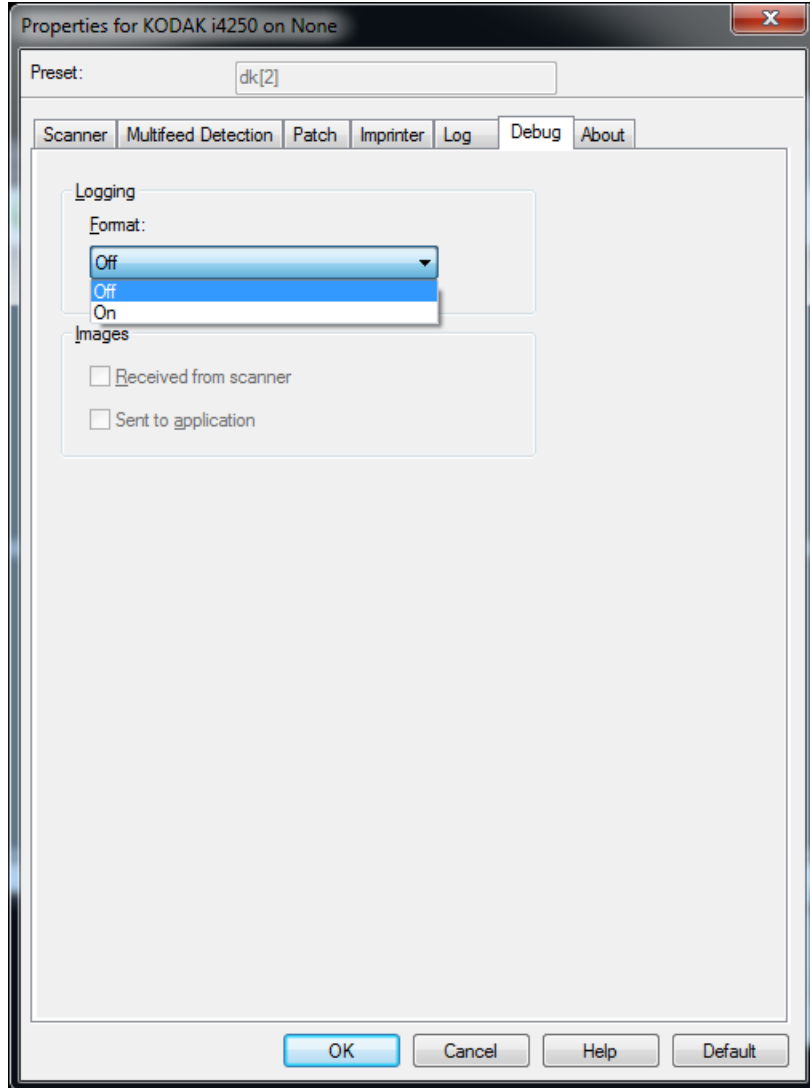 Properties for KODAK i4250 on None
x
Preset: dk[2]
Scanner Multifeed Detection Patch Imprinter Log Debug About
Logging
Format:
Off
Off
On
Images
Received from scanner
Sent to application
OK Cancel Help Default